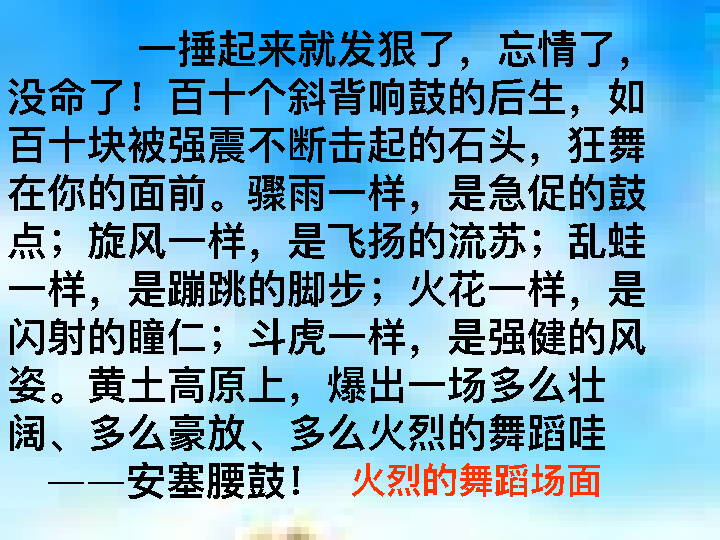 一捶起来就发狠了，忘情了，
没命了！百十个斜背响鼓的后生，如
百十块被强震不断击起的石头，狂舞
在你的面前。骤雨一样，是急促的鼓
点；旋风一样，是飞扬的流苏；乱蛙
一样，是蹦跳的脚步；火花一样，是
闪射的瞳仁；斗虎一样，是强健的风
姿。黄土高原上，爆出一场多么壮
阔、多么豪放、多么火烈的舞蹈哇
——安塞腰鼓！ 火烈的舞蹈场面